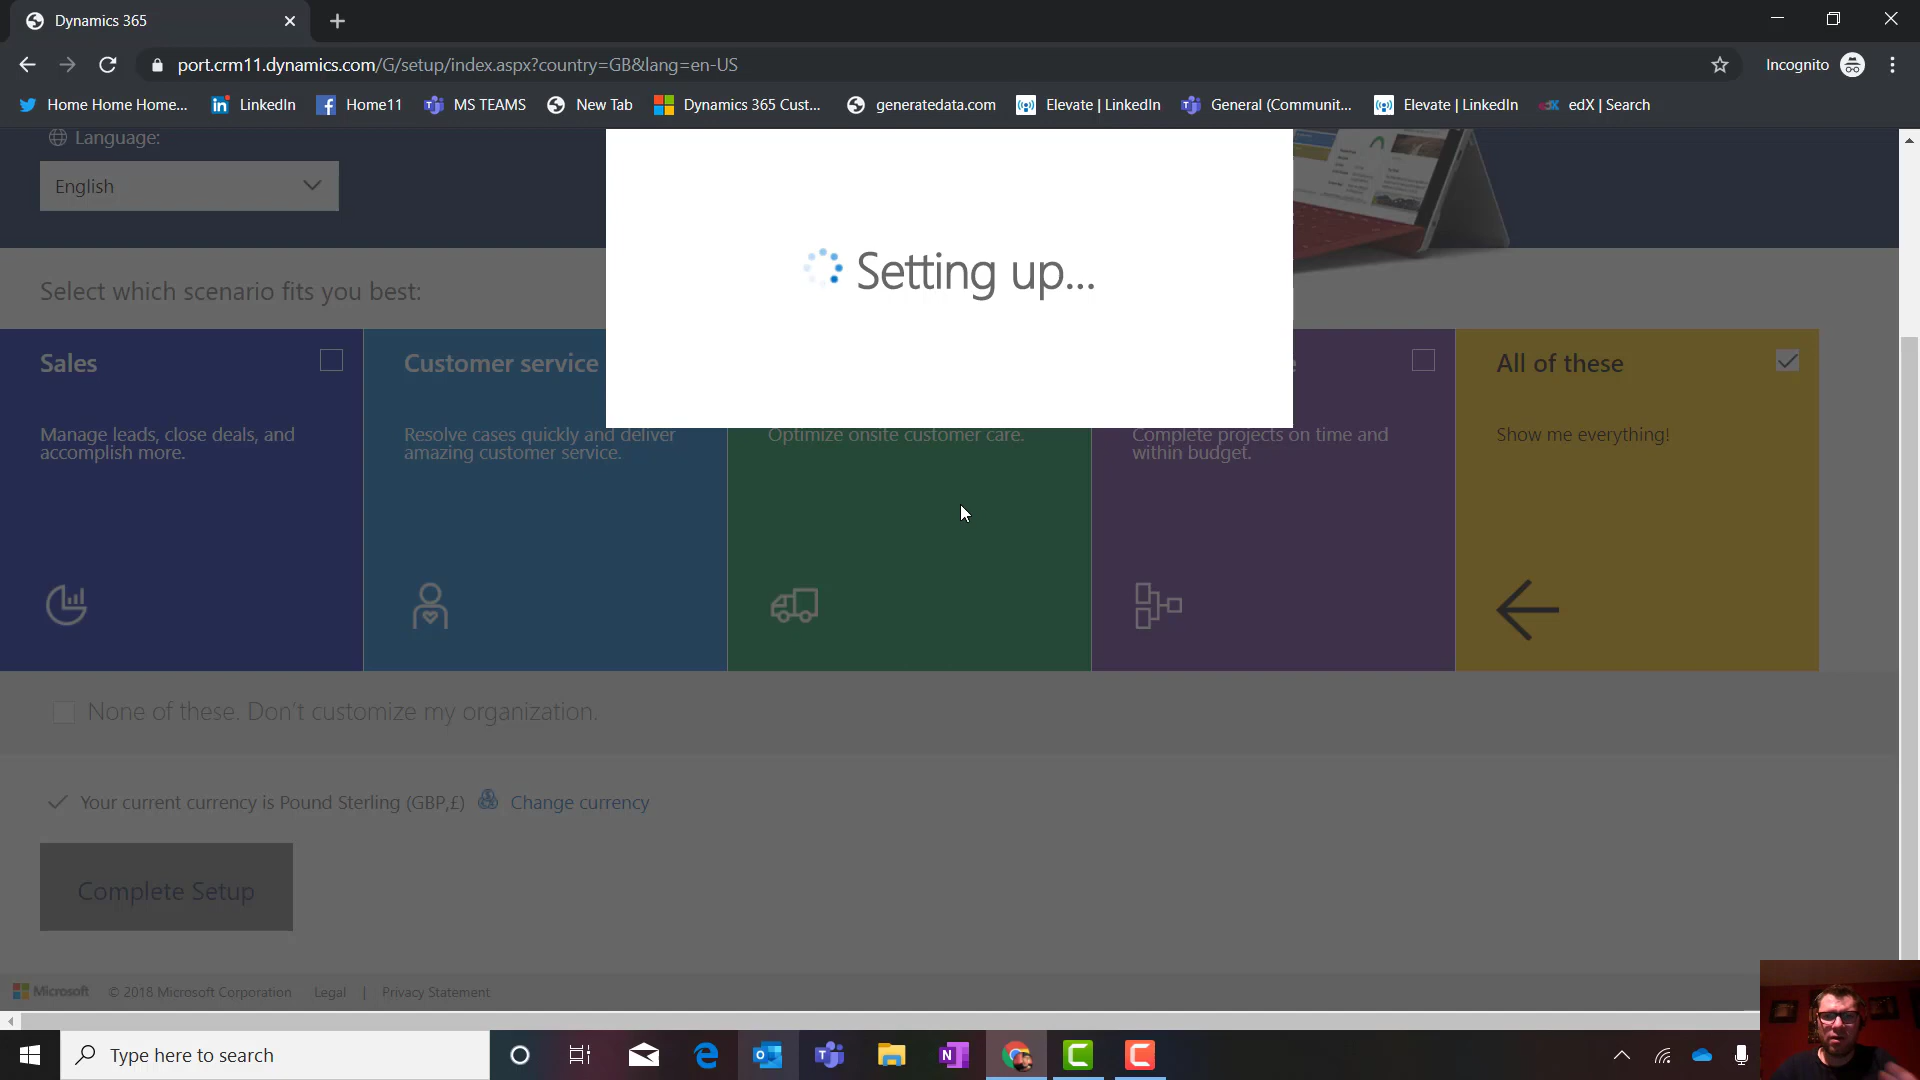 Dynamics 365
port.crm11.dynamics.com/G/setup/index.aspx?country=GB&lang=en-US
Incognito
Home Home Home...
LinkedIn
Home11
MS TEAMS
New Tab
Dynamics 365 Cust...
generatedata.com
Elevate | LinkedIn
General (Communit...
Elevate | LinkedIn
edX | Search
Language:
English
Setting up...
Select which scenario fits you best:
Sales
Manage leads, close deals, and
accomplish more.
Customer service
Resolve cases quickly and deliver
amazing customer service.
Optimize onsite customer care.
Complete projects on time and
within budget.
All of these
Show me everything!
None of these. Don't customize my organization.
Your current currency is Pound Sterling (GBP,£)
Change currency
Complete Setup
Microsoft
© 2018 Microsoft Corporation
Legal
|
Privacy Statement
Type here to search